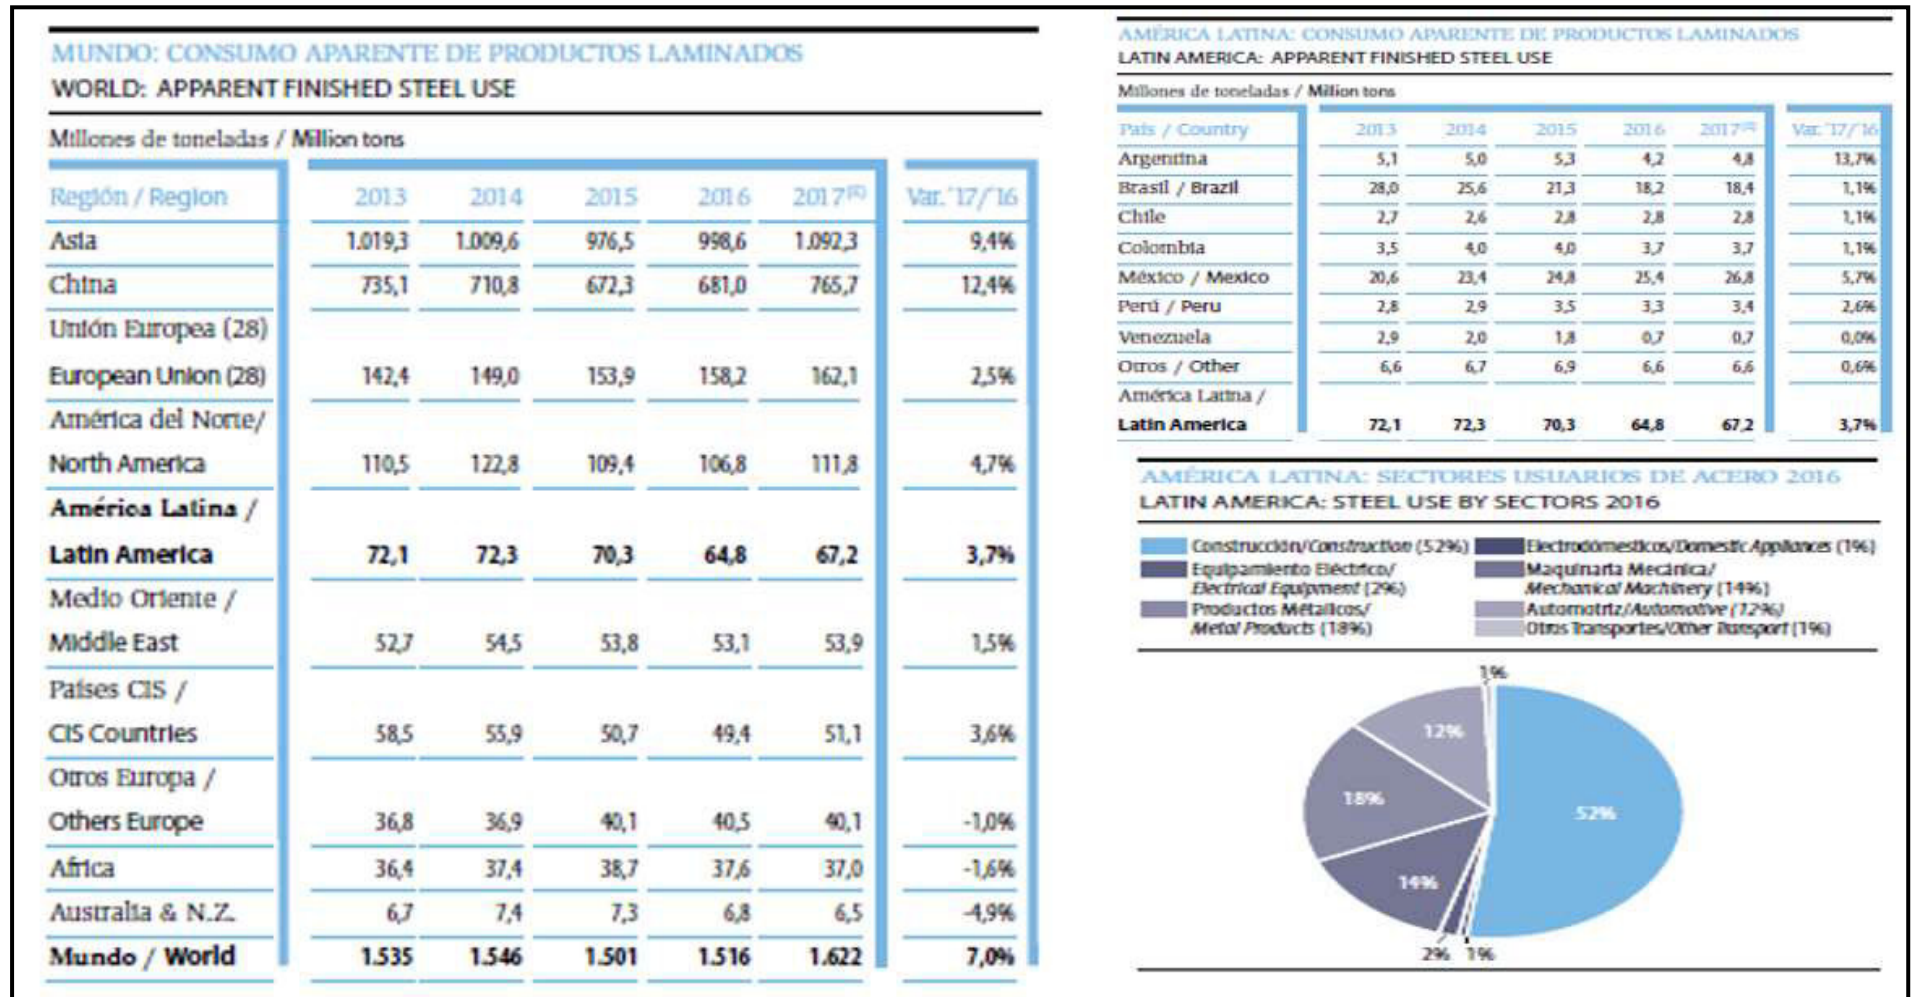 MUNDO: CONSUMO APARENTE DE PRODUCTOS LAMINADOS
WORLD: APPARENT FINISHED STEEL USE
Millones de toneladas / Million tons
Región / Region 2013 2014 2015 2016 2017(E) Var. '17/'16
Asia 1.019,3 1.009,6 976,5 998,6 1.092,3 9,4%
China 735,1 710,8 672,3 681,0 765,7 12,4%
Unión Europea (28)
European Union (28) 142,4 149,0 153,9 158,2 162,1 2,5%
América del Norte/
North America 110,5 122,8 109,4 106,8 111,8 4,7%
América Latina /
Latin America 72,1 72,3 70,3 64,8 67,2 3,7%
Medio Oriente /
Middle East 52,7 54,5 53,8 53,1 53,9 1,5%
Países CIS /
CIS Countries 58,5 55,9 50,7 49,4 51,1 3,6%
Otros Europa /
Others Europe 36,8 36,9 40,1 40,5 40,1 -1,0%
Africa 36,4 37,4 38,7 37,6 37,0 -1,6%
Australia & N.Z. 6,7 7,4 7,3 6,8 6,5 -4,9%
Mundo / World 1.535 1.546 1.501 1.516 1.622 7,0%
AMÉRICA LATINA: CONSUMO APARENTE DE PRODUCTOS LAMINADOS
LATIN AMERICA: APPARENT FINISHED STEEL USE
Millones de toneladas / Million tons
País / Country 2013 2014 2015 2016 2017(E) Var. '17/'16
Argentina 5,1 5,0 5,3 4,2 4,8 13,7%
Brasil / Brazil 28,0 25,6 21,3 18,2 18,4 1,1%
Chile 2,7 2,6 2,8 2,8 2,8 1,1%
Colombia 3,5 4,0 4,0 3,7 3,7 1,1%
México / Mexico 20,6 23,4 24,8 25,4 26,8 5,7%
Perú / Peru 2,8 2,9 3,5 3,3 3,4 2,6%
Venezuela 2,9 2,0 1,8 0,7 0,7 0,0%
Otros / Other 6,6 6,7 6,9 6,6 6,6 0,6%
América Latina /
Latin America 72,1 72,3 70,3 64,8 67,2 3,7%
AMÉRICA LATINA: SECTORES USUARIOS DE ACERO 2016
LATIN AMERICA: STEEL USE BY SECTORS 2016
Construcción/Construction (52%)
Equipamiento Eléctrico/
Electrical Equipment (2%)
Productos Métalicos/
Metal Products (18%)
Electrodómesticos/Domestic Appliances (1%)
Maquinaria Mecánica/
Mechanical Machinery (14%)
Automotriz/Automotive (12%)
Otros Transportes/Other Transport (1%)
1%
12%
18%
52%
14%
2% 1%